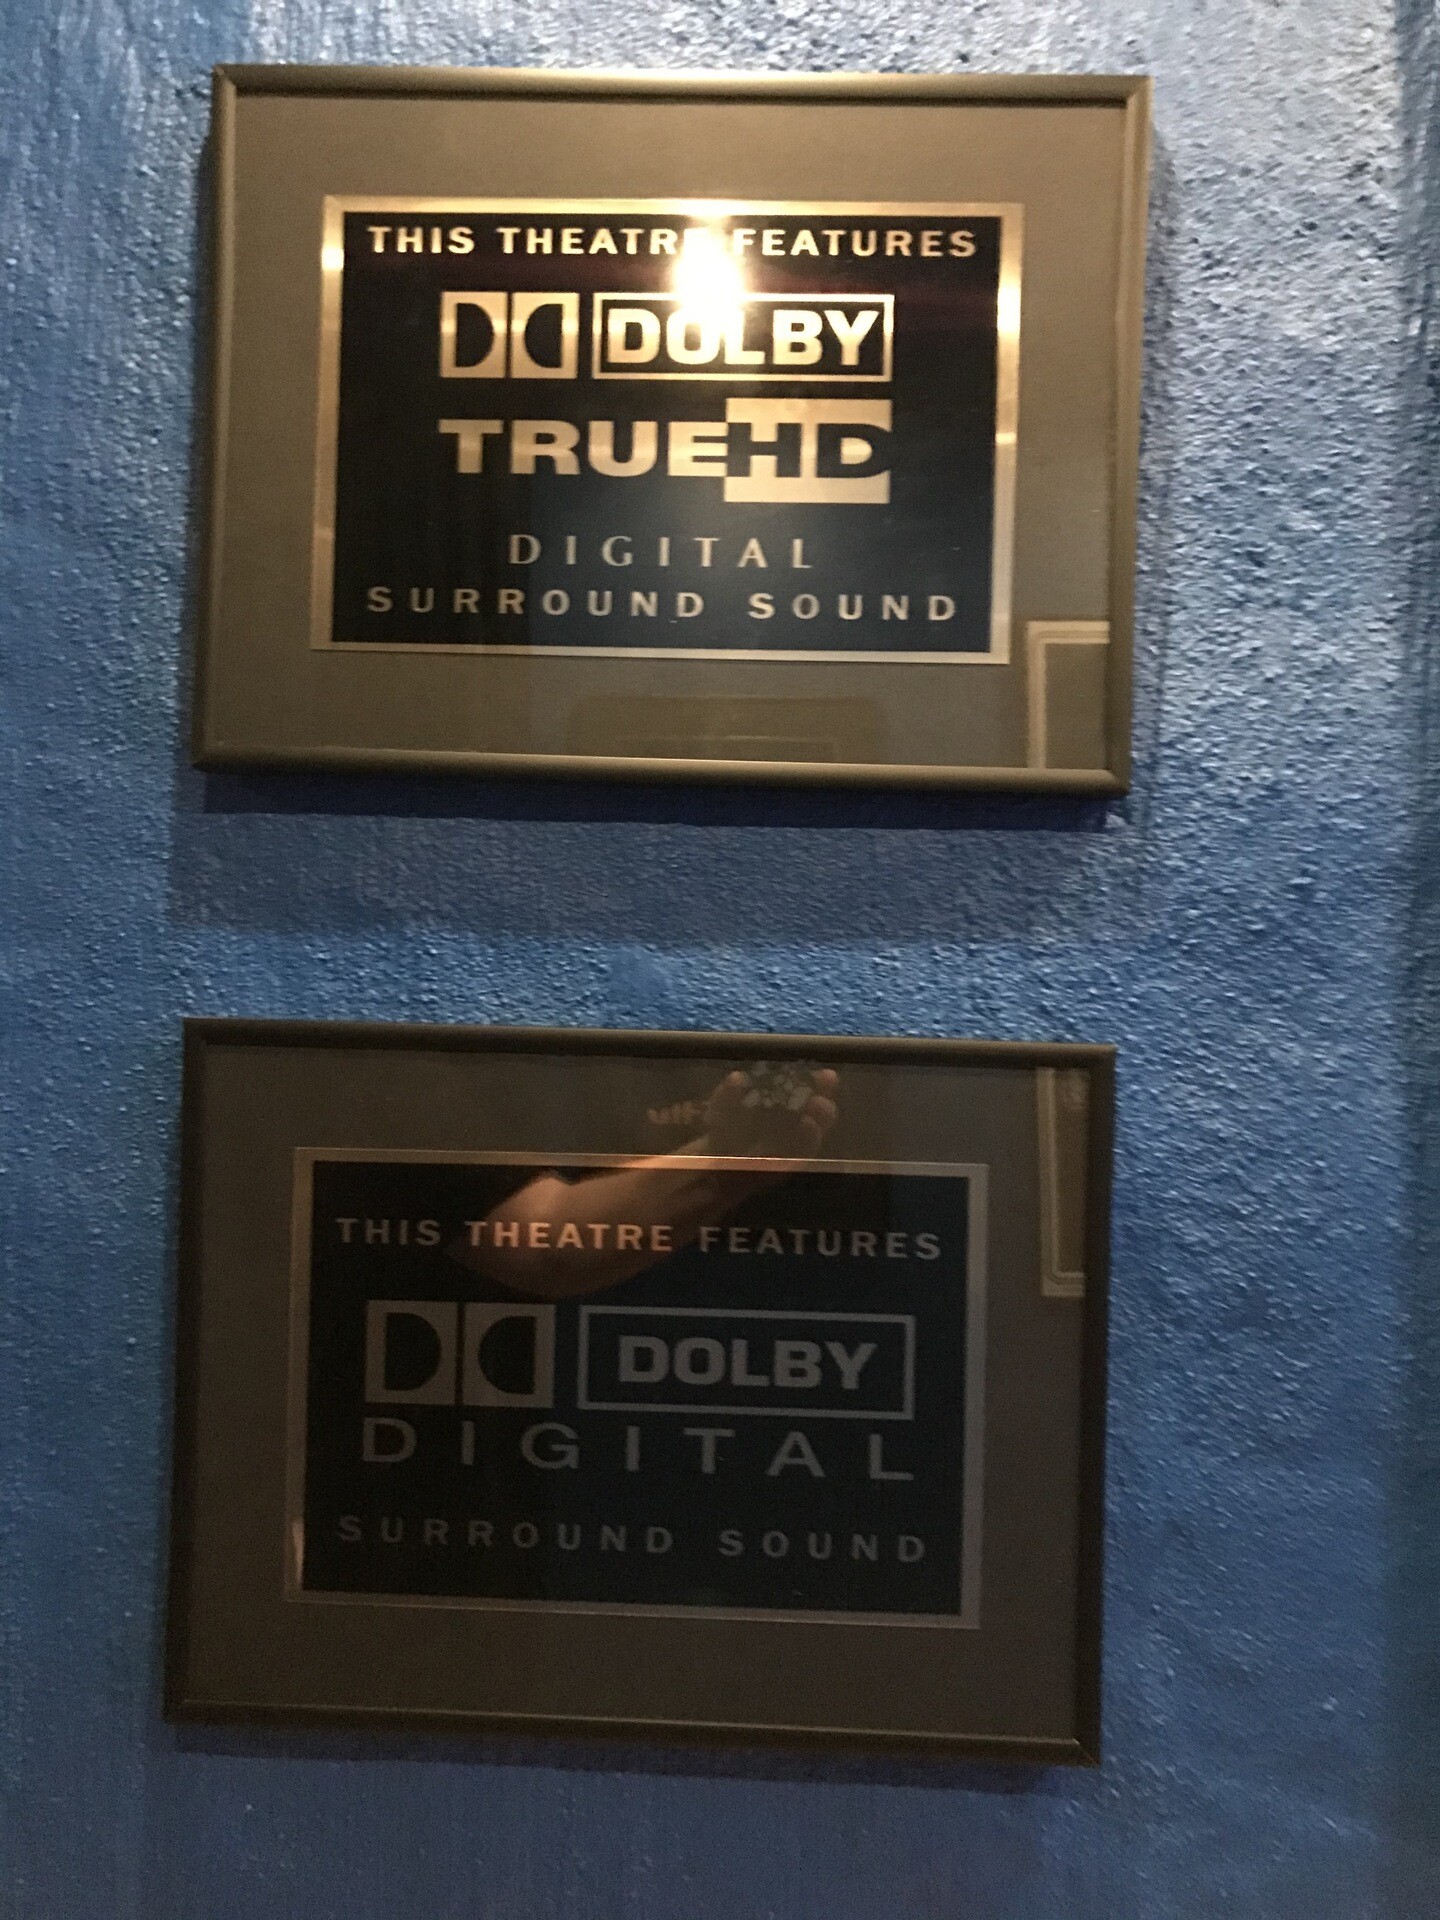 THIS THEATRE FEATURES
DOLBY
TRUEHD
DIGITAL
SURROUND SOUND
THIS THEATRE FEATURES
DOLBY
DIGITAL
SURROUND SOUND